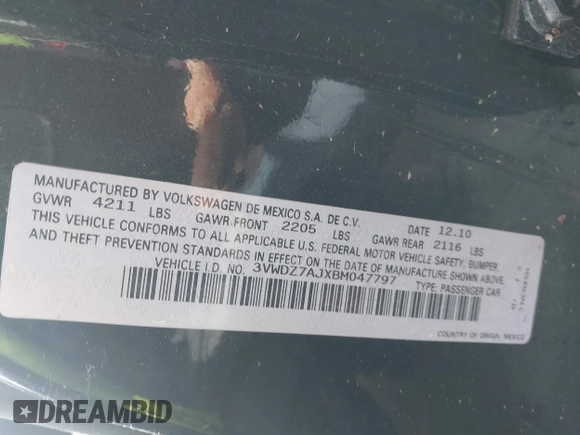 MANUFACTURED BY VOLKSWAGEN DE MEXICO S.A. DE C.V. DATE 12.10
GVWR 4211 LBS GAWR FRONT 2205 LBS GAWR REAR 2116 LBS
THIS VEHICLE CONFORMS TO ALL APPLICABLE U.S. FEDERAL MOTOR VEHICLE SAFETY, BUMPER,
AND THEFT PREVENTION STANDARDS IN EFFECT ON THE DATE OF MANUFACTURE SHOWN ABOVE.
VEHICLE I.D. NO. 3VWDZ7AJXBM047797 TYPE: PASSENGER CAR
COUNTRY OF ORIGIN: MEXICO
DREAMBID